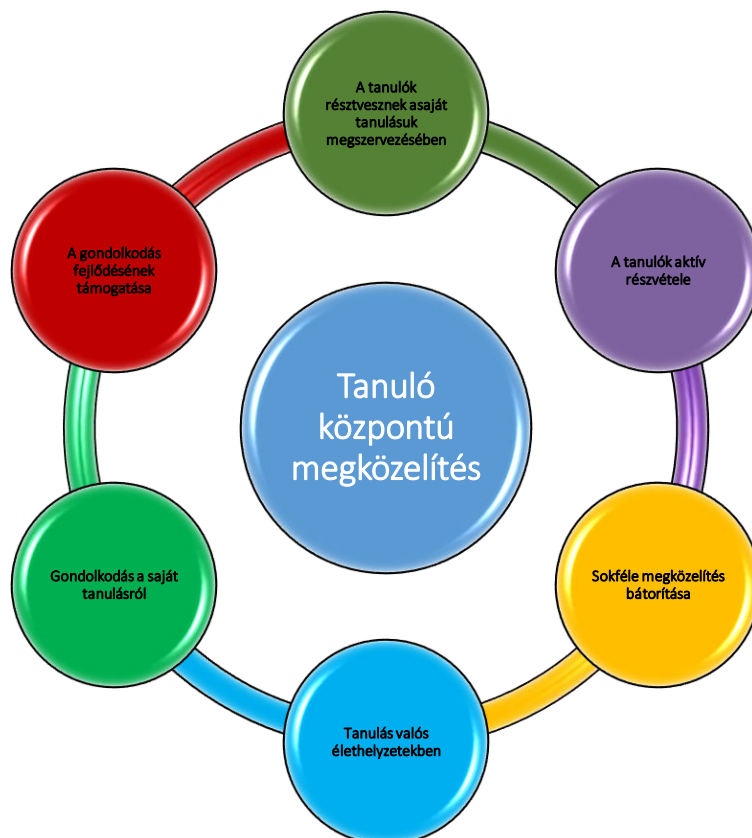 A tanulók
résztvesznek asaját
tanulásuk
megszervezésében
A gondolkodás
fejlődésének
támogatása
A tanulók aktív
részvétele
Tanuló
központú
megközelítés
Gondolkodás a saját
tanulásról
Sokféle megközelítés
bátorítása
Tanulás valós
élethelyzetekben